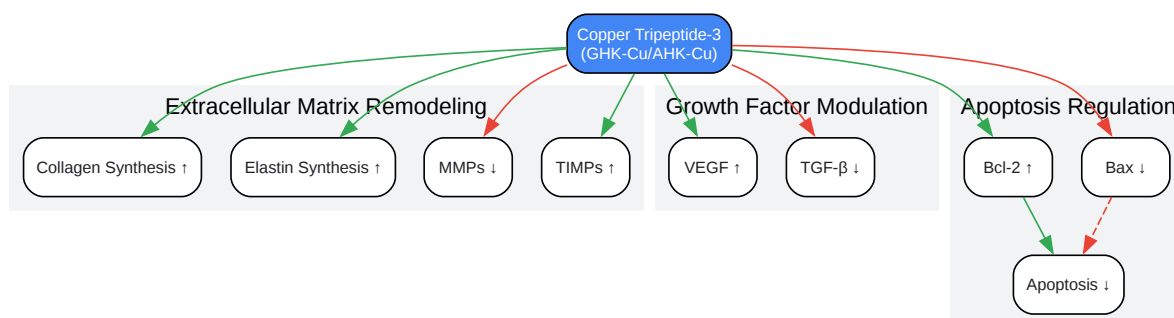 Copper Tripeptide-3
(GHK-Cu/AHK-Cu)
Extracellular Matrix Remodeling
Growth Factor Modulation
Apoptosis Regulation
Collagen Synthesis ↑
Elastin Synthesis ↑
MMPs ↓
TIMPs ↑
VEGF ↑
TGF-β ↓
Bcl-2 ↑
Bax ↓
Apoptosis ↓